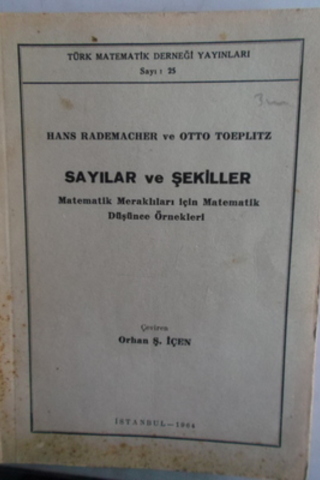 TÜRK MATEMATİK DERNEĞİ YAYINLARI
Sayı: 25
HANS RADEMACHER ve OTTO TOEPLITZ
SAYILAR ve ŞEKİLLER
Matematik Meraklıları için Matematik
Düşünce Örnekleri
Çeviren
Orhan Ş. İÇEN
İSTANBUL—1964